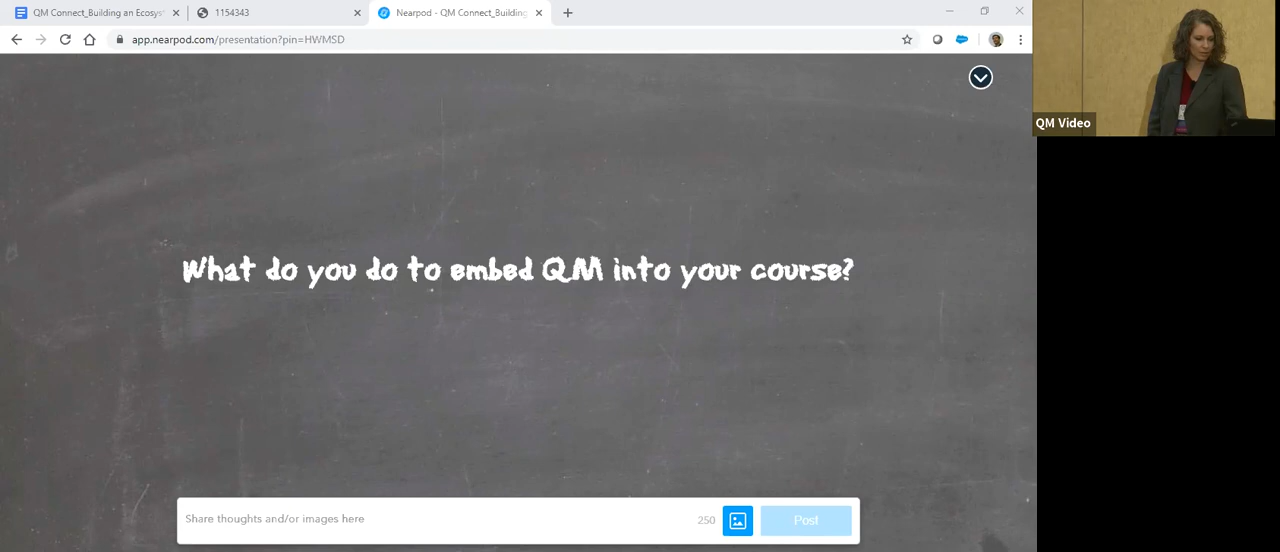 QM Connect_Building an Ecosys
1154343
Nearpod - QM Connect_Building
app.nearpod.com/presentation?pin=HWMSD
QM Video
What do you do to embed QM into your course?
Share thoughts and/or images here
250
Post